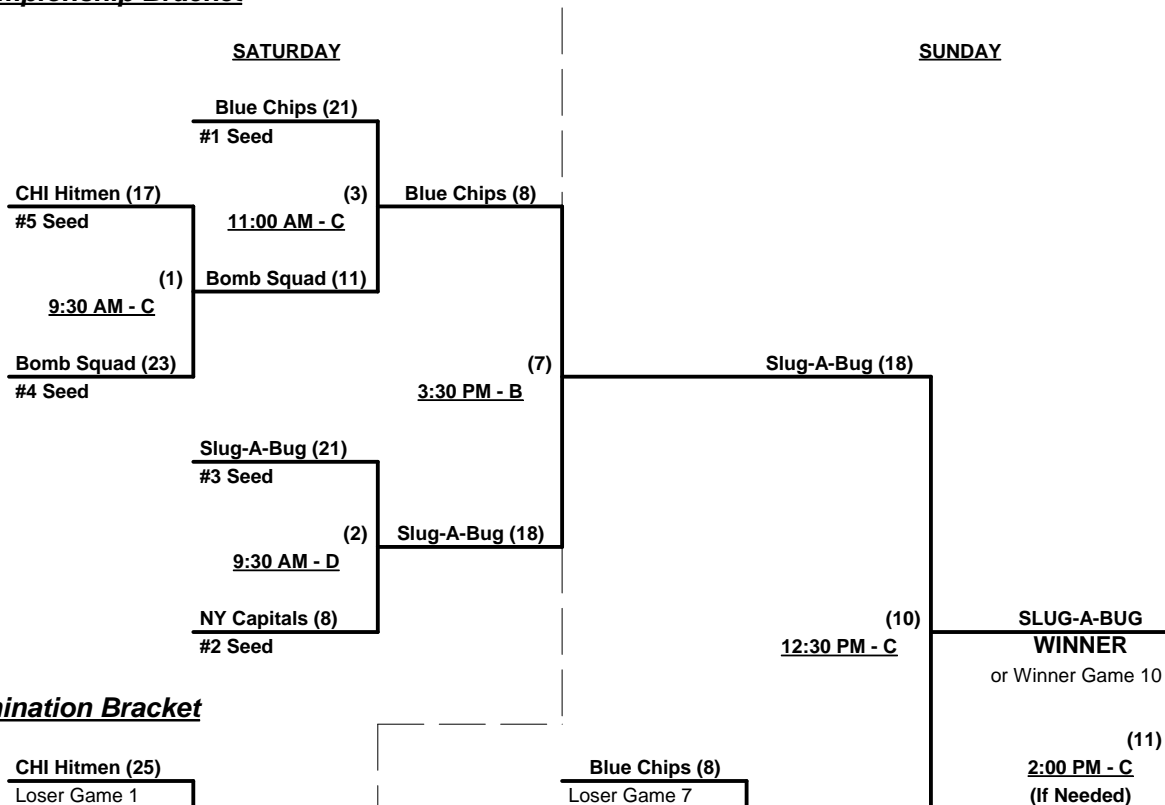 SATURDAY
SUNDAY
Blue Chips (21)
#1 Seed
CHI Hitmen (17)
(3)
Blue Chips (8)
#5 Seed
11:00 AM - C
(1)
Bomb Squad (11)
9:30 AM - C
Bomb Squad (23)
(7)
Slug-A-Bug (18)
#4 Seed
3:30 PM - B
Slug-A-Bug (21)
#3 Seed
(2)
Slug-A-Bug (18)
9:30 AM - D
NY Capitals (8)
(10)
SLUG-A-BUG
#2 Seed
12:30 PM - C
WINNER
or Winner Game 10
Bracket
(11)
CHI Hitmen (25)
Blue Chips (8)
2:00 PM - C
Loser Game 1
Loser Game 7
(If Needed)